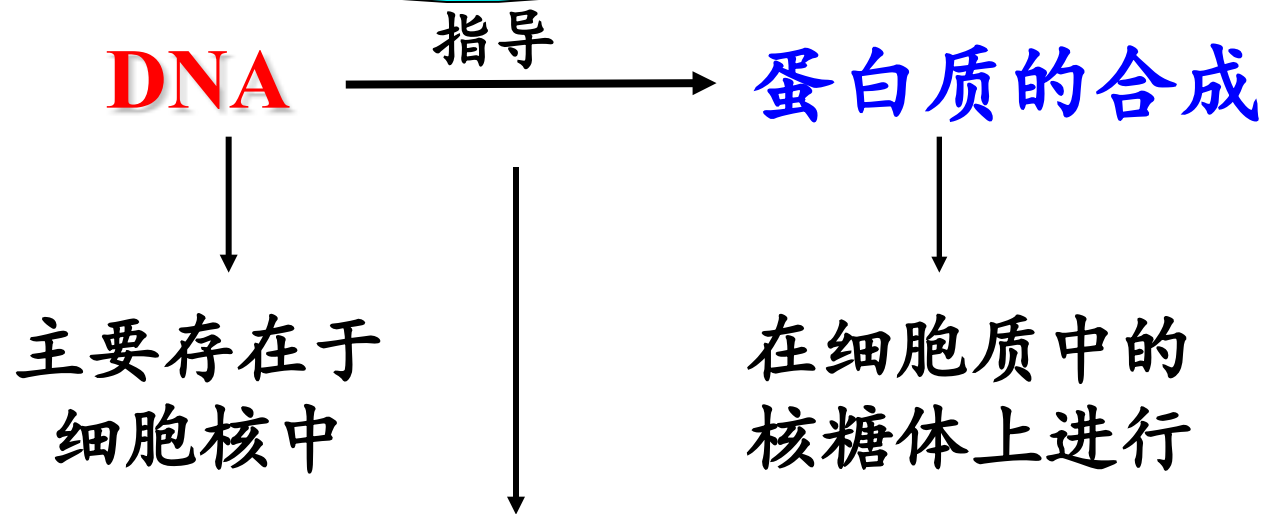 指导
DNA
蛋白质的合成
主要存在于
细胞核中
在细胞质中的
核糖体上进行